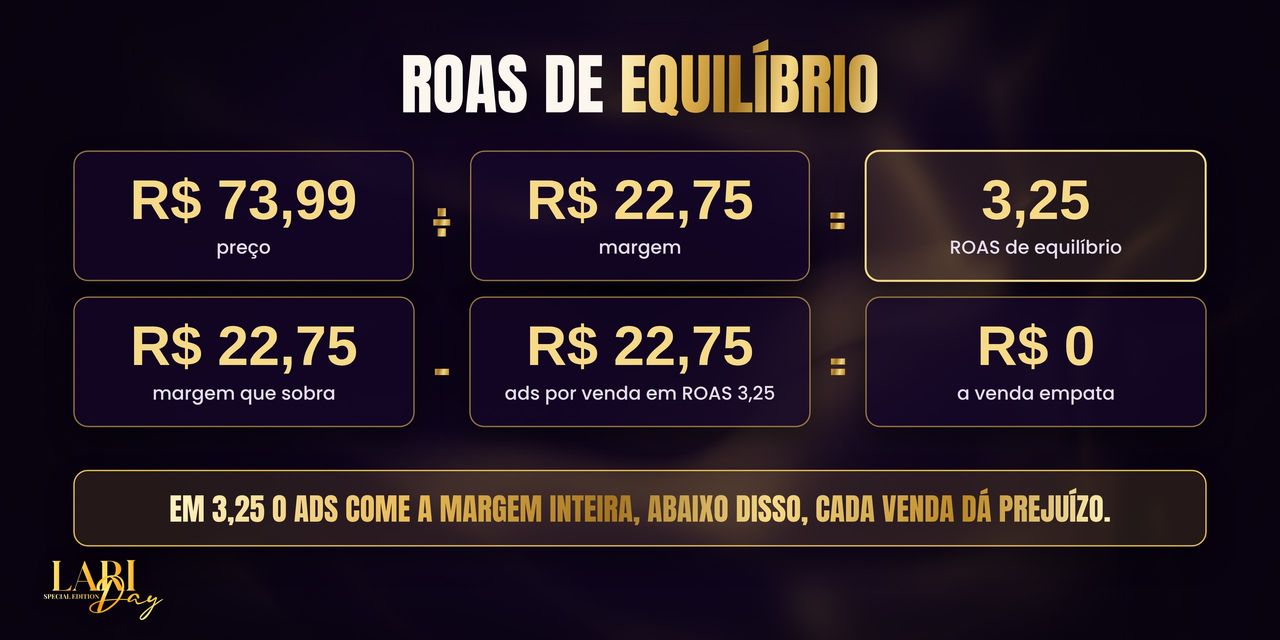 ROAS DE EQUILÍBRIO
R$ 73,99
preço
÷
R$ 22,75
margem
=
3,25
ROAS de equilíbrio
R$ 22,75
margem que sobra
-
R$ 22,75
ads por venda em ROAS 3,25
=
R$ 0
a venda empata
EM 3,25 O ADS COME A MARGEM INTEIRA, ABAIXO DISSO, CADA VENDA DÁ PREJUÍZO.
LABI
SPECIAL EDITION
Day